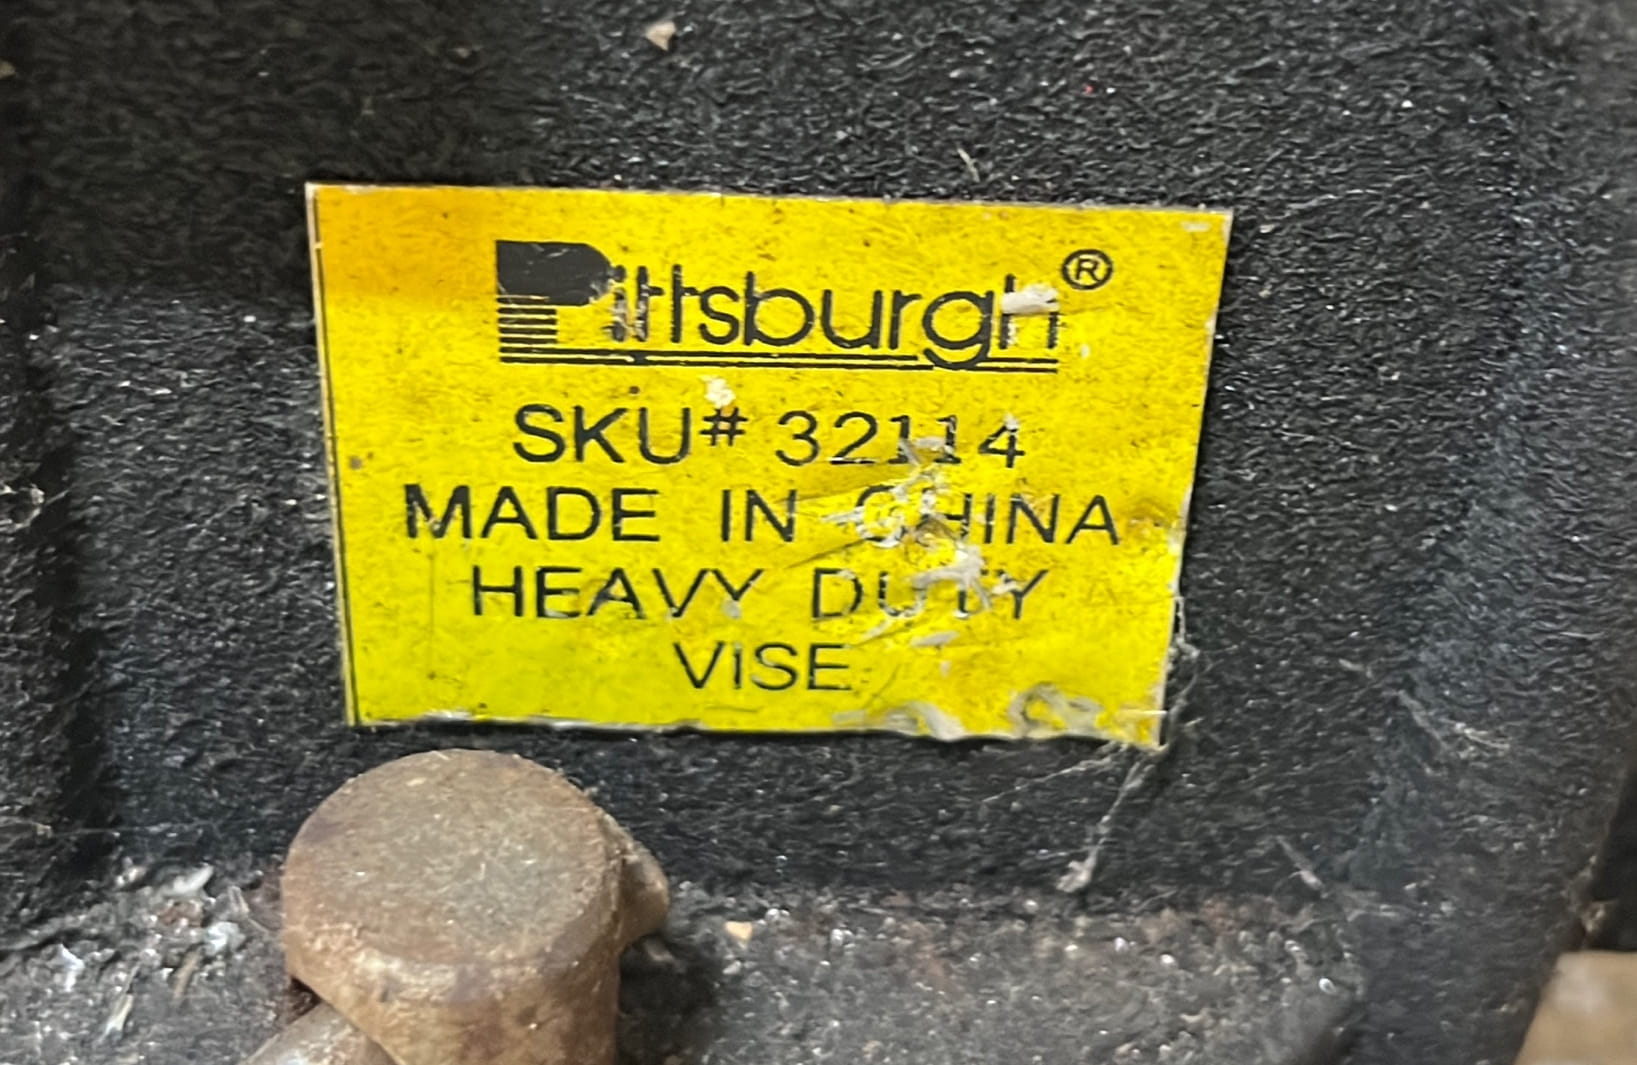 Pittsburgh®
SKU# 32114
MADE IN CHINA
HEAVY DUTY
VISE